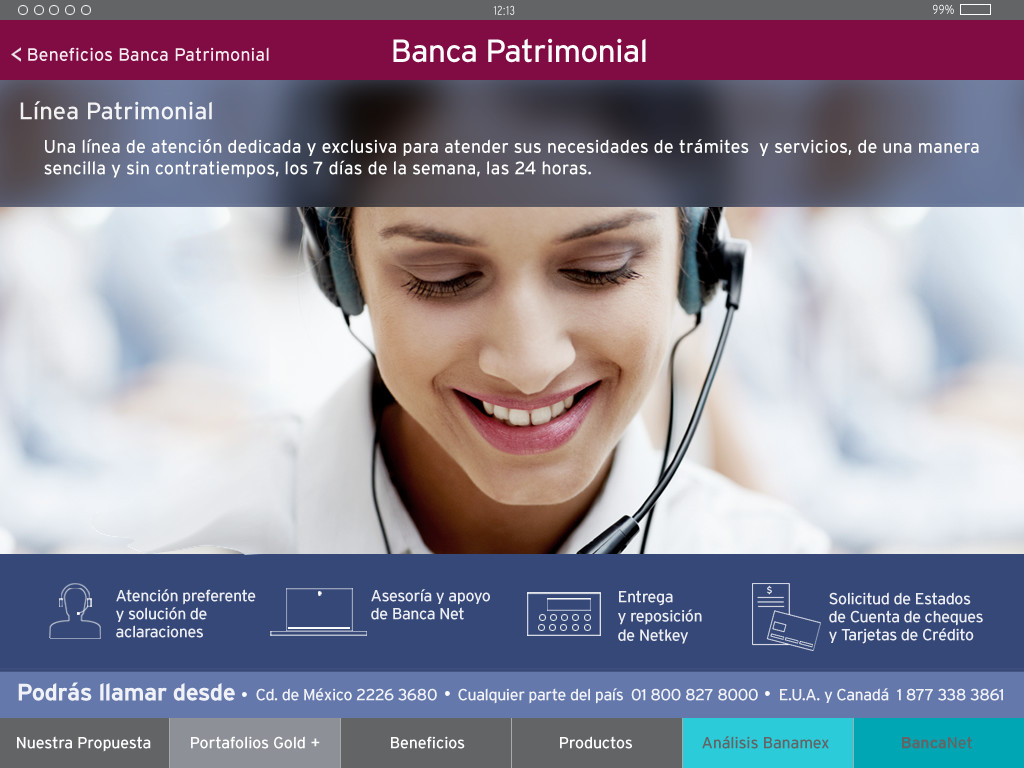 12:13
99%
< Beneficios Banca Patrimonial
Banca Patrimonial
Línea Patrimonial
Una línea de atención dedicada y exclusiva para atender sus necesidades de trámites y servicios, de una manera
sencilla y sin contratiempos, los 7 días de la semana, las 24 horas.
Atención preferente
y solución de
aclaraciones
Asesoría y apoyo
de Banca Net
Entrega
y reposición
de Netkey
$
Solicitud de Estados
de Cuenta de cheques
y Tarjetas de Crédito
Podrás llamar desde • Cd. de México 2226 3680 • Cualquier parte del país 01 800 827 8000 • E.U.A. y Canadá 1 877 338 3861
Nuestra Propuesta
Portafolios Gold +
Beneficios
Productos
Análisis Banamex
BancaNet